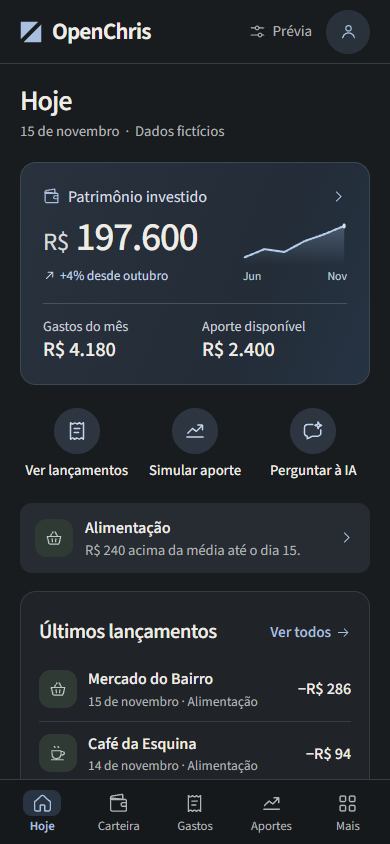 OpenChris
Prévia
Hoje
15 de novembro · Dados fictícios
Patrimônio investido
R$ 197.600
+4% desde outubro
Jun
Nov
Gastos do mês
Aporte disponível
R$ 4.180
R$ 2.400
Ver lançamentos
Simular aporte
Perguntar à IA
Alimentação
R$ 240 acima da média até o dia 15.
Últimos lançamentos
Ver todos
Mercado do Bairro
−R$ 286
15 de novembro · Alimentação
Café da Esquina
−R$ 94
14 de novembro · Alimentação
Hoje
Carteira
Gastos
Aportes
Mais